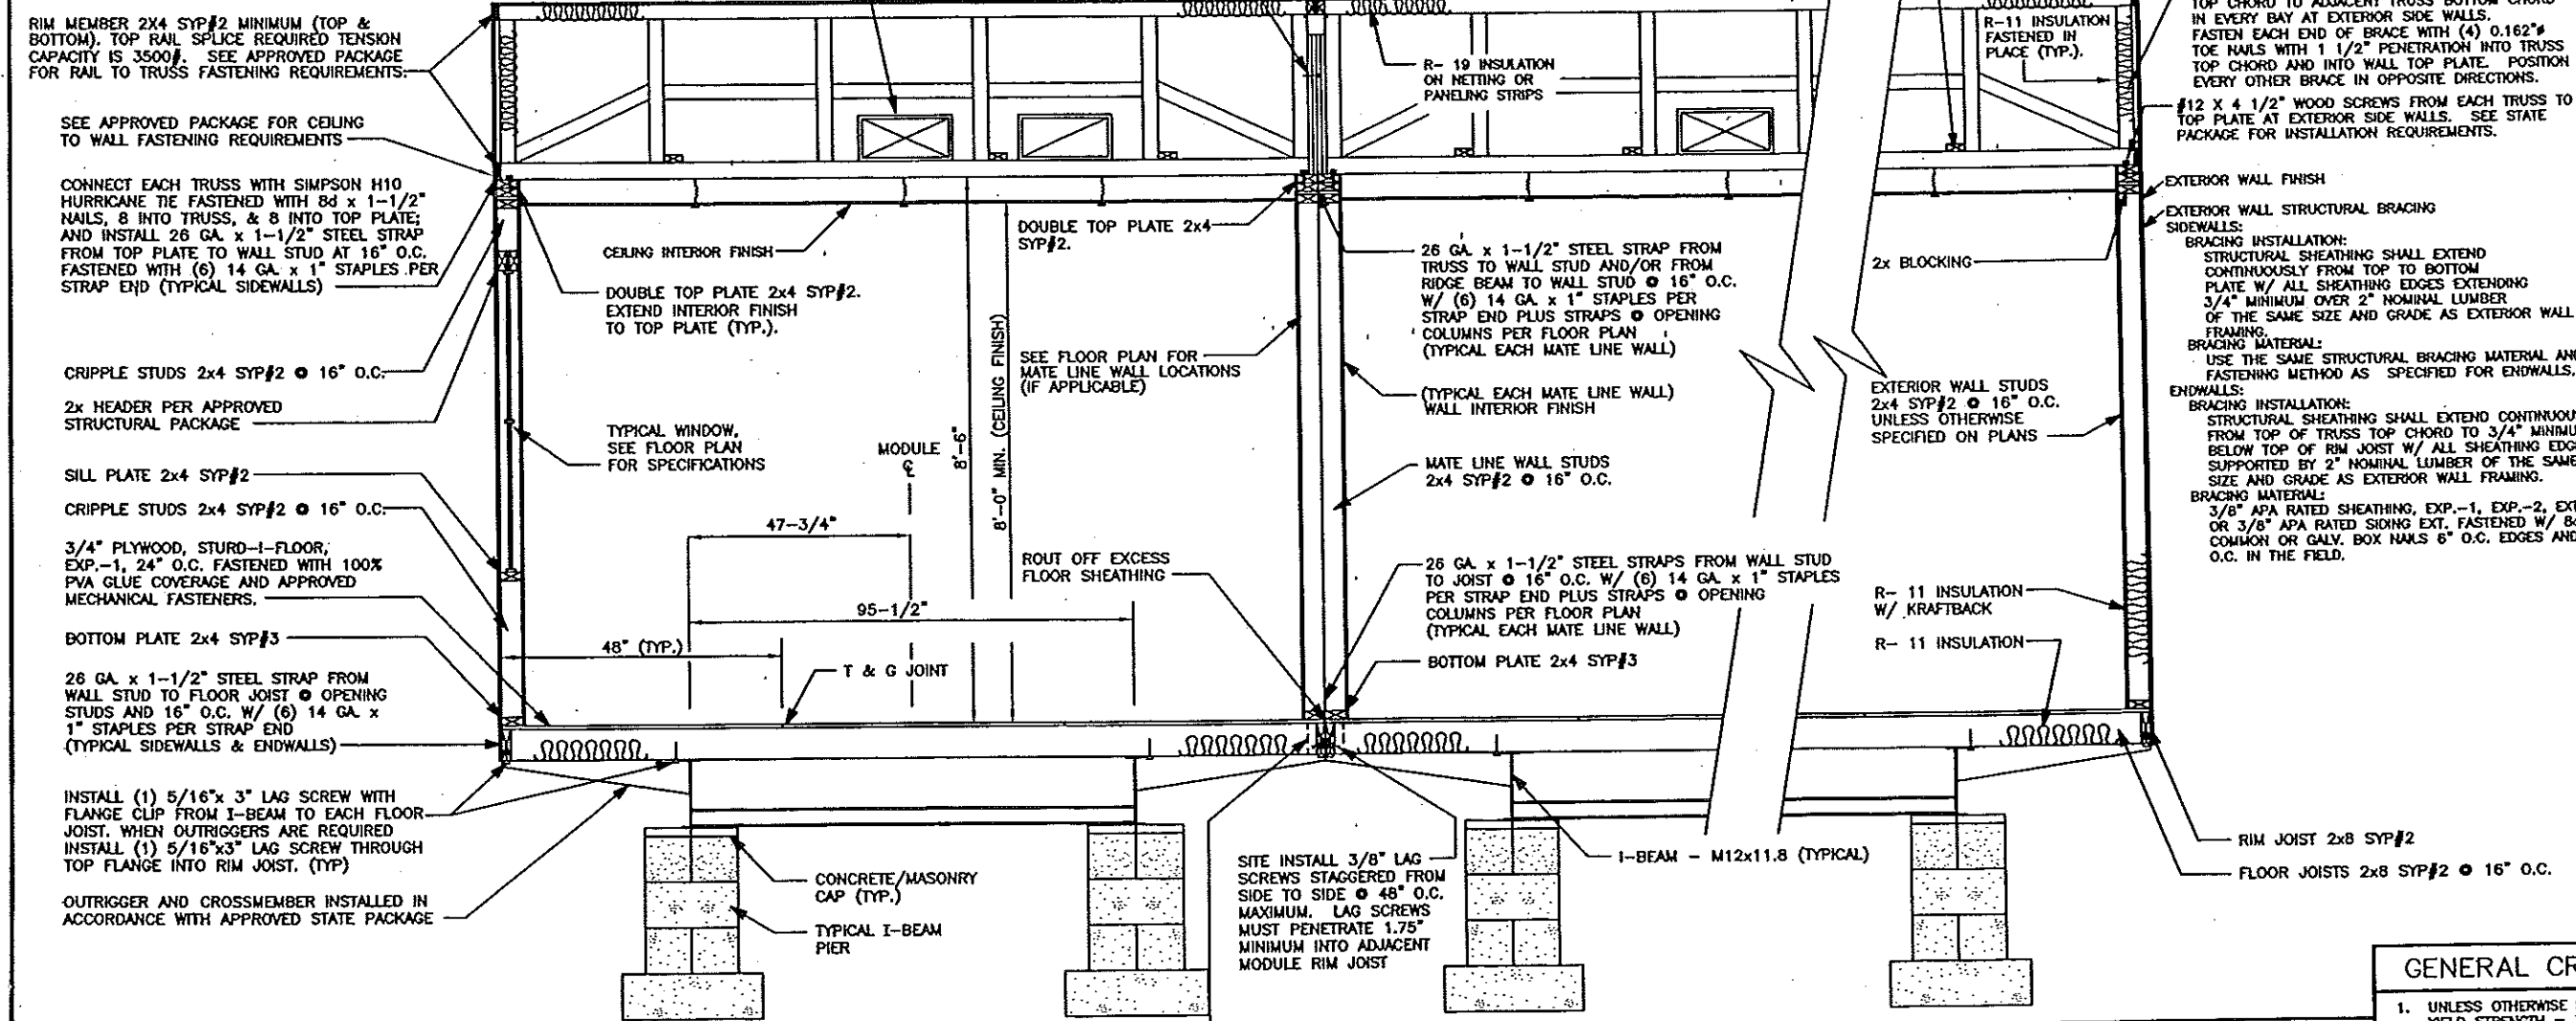 RIM MEMBER 2X4 SYP#2 MINIMUM (TOP &
BOTTOM). TOP RAIL SPLICE REQUIRED TENSION
CAPACITY IS 3500#. SEE APPROVED PACKAGE
FOR RAIL TO TRUSS FASTENING REQUIREMENTS.
SEE APPROVED PACKAGE FOR CEILING
TO WALL FASTENING REQUIREMENTS
CONNECT EACH TRUSS WITH SIMPSON H10
HURRICANE TIE FASTENED WITH 8d x 1-1/2"
NAILS, 8 INTO TRUSS, & 8 INTO TOP PLATE;
AND INSTALL 26 GA. x 1-1/2" STEEL STRAP
FROM TOP PLATE TO WALL STUD AT 16" O.C.
FASTENED WITH (6) 14 GA. x 1" STAPLES PER
STRAP END (TYPICAL SIDEWALLS)
CRIPPLE STUDS 2x4 SYP#2 @ 16" O.C.
2x HEADER PER APPROVED
STRUCTURAL PACKAGE
SILL PLATE 2x4 SYP#2
CRIPPLE STUDS 2x4 SYP#2 @ 16" O.C.
3/4" PLYWOOD, STURD-I-FLOOR,
EXP.-1, 24" O.C. FASTENED WITH 100%
PVA GLUE COVERAGE AND APPROVED
MECHANICAL FASTENERS.
BOTTOM PLATE 2x4 SYP#3
26 GA. x 1-1/2" STEEL STRAP FROM
WALL STUD TO FLOOR JOIST @ OPENING
STUDS AND 16" O.C. W/ (6) 14 GA. x
1" STAPLES PER STRAP END
(TYPICAL SIDEWALLS & ENDWALLS)
INSTALL (1) 5/16"x 3" LAG SCREW WITH
FLANGE CLIP FROM I-BEAM TO EACH FLOOR
JOIST. WHEN OUTRIGGERS ARE REQUIRED
INSTALL (1) 5/16"x3" LAG SCREW THROUGH
TOP FLANGE INTO RIM JOIST. (TYP)
OUTRIGGER AND CROSSMEMBER INSTALLED IN
ACCORDANCE WITH APPROVED STATE PACKAGE
CEILING INTERIOR FINISH
DOUBLE TOP PLATE 2x4 SYP#2.
EXTEND INTERIOR FINISH
TO TOP PLATE (TYP.).
TYPICAL WINDOW,
SEE FLOOR PLAN
FOR SPECIFICATIONS
MODULE
℄
47-3/4"
95-1/2"
48" (TYP.)
T & G JOINT
8'-6"
8'-0" MIN. (CEILING FINISH)
CONCRETE/MASONRY
CAP (TYP.)
TYPICAL I-BEAM
PIER
DOUBLE TOP PLATE 2x4
SYP#2.
SEE FLOOR PLAN FOR
MATE LINE WALL LOCATIONS
(IF APPLICABLE)
ROUT OFF EXCESS
FLOOR SHEATHING
SITE INSTALL 3/8" LAG
SCREWS STAGGERED FROM
SIDE TO SIDE @ 48" O.C.
MAXIMUM. LAG SCREWS
MUST PENETRATE 1.75"
MINIMUM INTO ADJACENT
MODULE RIM JOIST
R- 19 INSULATION
ON NETTING OR
PANELING STRIPS
26 GA. x 1-1/2" STEEL STRAP FROM
TRUSS TO WALL STUD AND/OR FROM
RIDGE BEAM TO WALL STUD @ 16" O.C.
W/ (6) 14 GA. x 1" STAPLES PER
STRAP END PLUS STRAPS @ OPENING
COLUMNS PER FLOOR PLAN
(TYPICAL EACH MATE LINE WALL)
(TYPICAL EACH MATE LINE WALL)
WALL INTERIOR FINISH
MATE LINE WALL STUDS
2x4 SYP#2 @ 16" O.C.
26 GA. x 1-1/2" STEEL STRAPS FROM WALL STUD
TO JOIST @ 16" O.C. W/ (6) 14 GA. x 1" STAPLES
PER STRAP END PLUS STRAPS @ OPENING
COLUMNS PER FLOOR PLAN
(TYPICAL EACH MATE LINE WALL)
BOTTOM PLATE 2x4 SYP#3
I-BEAM - M12x11.8 (TYPICAL)
R-11 INSULATION
FASTENED IN
PLACE (TYP.).
2x BLOCKING
EXTERIOR WALL STUDS
2x4 SYP#2 @ 16" O.C.
UNLESS OTHERWISE
SPECIFIED ON PLANS
R- 11 INSULATION
W/ KRAFTBACK
R- 11 INSULATION
TOP CHORD TO ADJACENT TRUSS BOTTOM CHORD
IN EVERY BAY AT EXTERIOR SIDE WALLS.
FASTEN EACH END OF BRACE WITH (4) 0.162"ø
TOE NAILS WITH 1 1/2" PENETRATION INTO TRUSS
TOP CHORD AND INTO WALL TOP PLATE. POSITION
EVERY OTHER BRACE IN OPPOSITE DIRECTIONS.
#12 X 4 1/2" WOOD SCREWS FROM EACH TRUSS TO
TOP PLATE AT EXTERIOR SIDE WALLS. SEE STATE
PACKAGE FOR INSTALLATION REQUIREMENTS.
EXTERIOR WALL FINISH
EXTERIOR WALL STRUCTURAL BRACING
SIDEWALLS:
BRACING INSTALLATION:
STRUCTURAL SHEATHING SHALL EXTEND
CONTINUOUSLY FROM TOP TO BOTTOM
PLATE W/ ALL SHEATHING EDGES EXTENDING
3/4" MINIMUM OVER 2" NOMINAL LUMBER
OF THE SAME SIZE AND GRADE AS EXTERIOR WALL
FRAMING.
BRACING MATERIAL:
USE THE SAME STRUCTURAL BRACING MATERIAL AN
FASTENING METHOD AS SPECIFIED FOR ENDWALLS.
ENDWALLS:
BRACING INSTALLATION:
STRUCTURAL SHEATHING SHALL EXTEND CONTINUOU
FROM TOP OF TRUSS TOP CHORD TO 3/4" MINIMU
BELOW TOP OF RIM JOIST W/ ALL SHEATHING EDG
SUPPORTED BY 2" NOMINAL LUMBER OF THE SAME
SIZE AND GRADE AS EXTERIOR WALL FRAMING.
BRACING MATERIAL:
3/8" APA RATED SHEATHING, EXP.-1, EXP.-2, EXT
OR 3/8" APA RATED SIDING EXT. FASTENED W/ 8d
COMMON OR GALV. BOX NAILS 6" O.C. EDGES AND
O.C. IN THE FIELD.
RIM JOIST 2x8 SYP#2
FLOOR JOISTS 2x8 SYP#2 @ 16" O.C.
GENERAL CR
1. UNLESS OTHERWISE